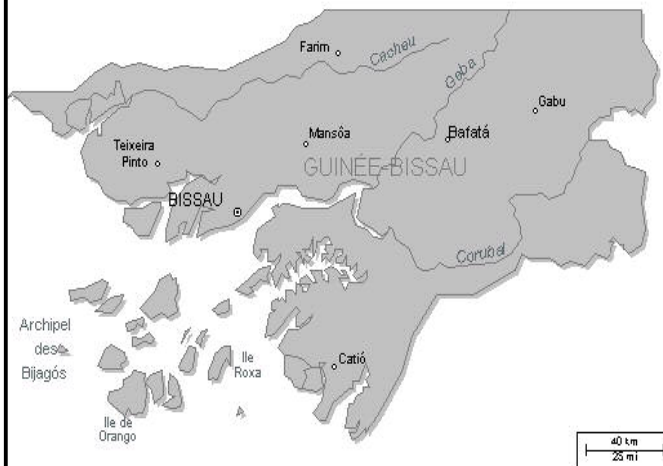 Farim
Cacheu
Geba
Gabu
Mansôa
Bafatá
Teixeira
Pinto
GUINÉE-BISSAU
BISSAU
Corubal
Archipel
des
Bijagós
Ile
Roxa
Catió
Ile de
Orango
40 km
25 mi